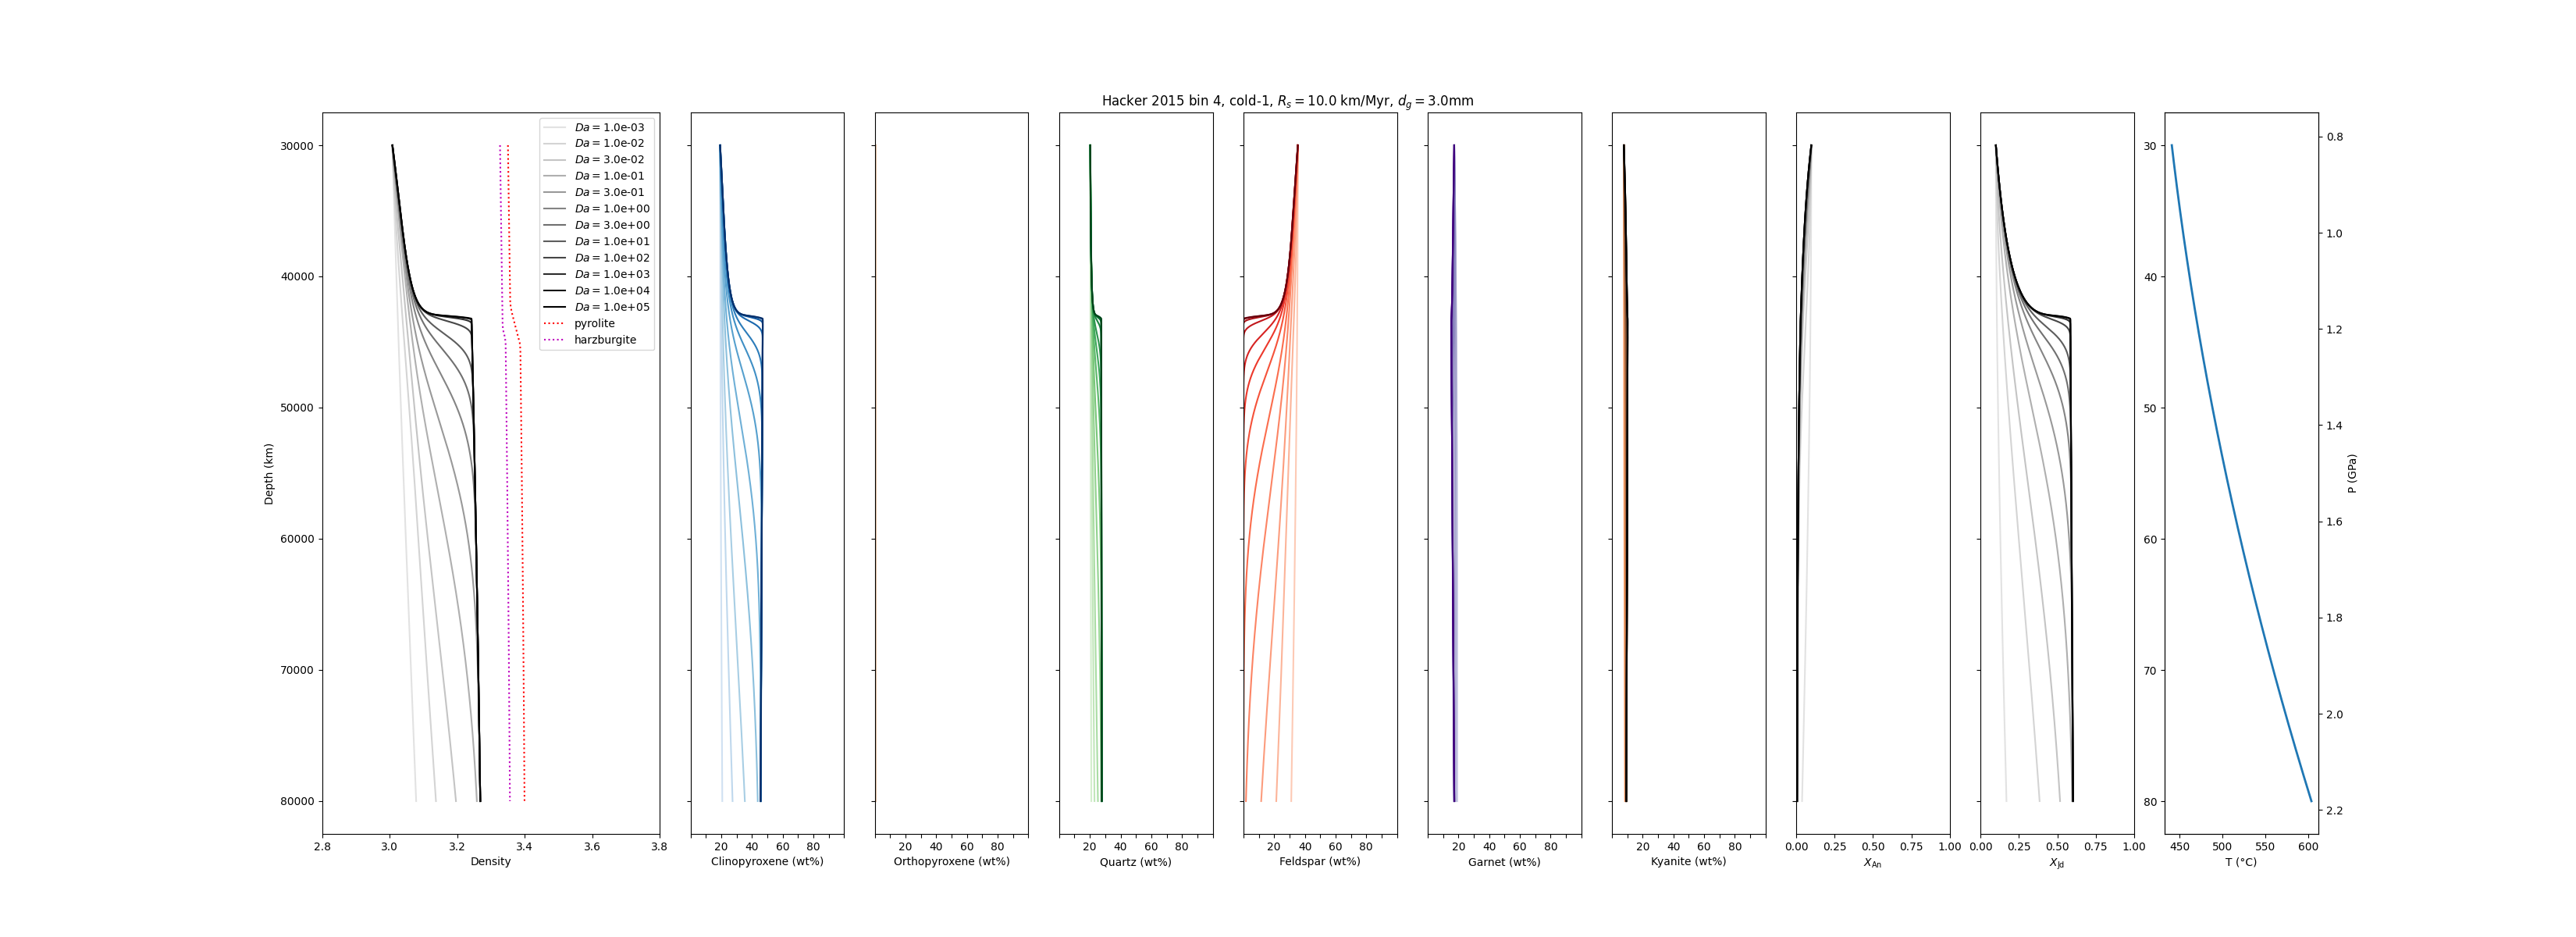 Hacker 2015 bin 4, cold-1, R_s = 10.0 km/Myr, d_g = 3.0mm
Da = 1.0e-03
Da = 1.0e-02
Da = 3.0e-02
Da = 1.0e-01
Da = 3.0e-01
Da = 1.0e+00
Da = 3.0e+00
Da = 1.0e+01
Da = 1.0e+02
Da = 1.0e+03
Da = 1.0e+04
Da = 1.0e+05
pyrolite
harzburgite
Depth (km)
30000
40000
50000
60000
70000
80000
2.8 3.0 3.2 3.4 3.6 3.8
Density
20 40 60 80
Clinopyroxene (wt%)
20 40 60 80
Orthopyroxene (wt%)
20 40 60 80
Quartz (wt%)
20 40 60 80
Feldspar (wt%)
20 40 60 80
Garnet (wt%)
20 40 60 80
Kyanite (wt%)
0.00 0.25 0.50 0.75 1.00
X_An
0.00 0.25 0.50 0.75 1.00
X_Jd
30
40
50
60
70
80
450 500 550 600
T (°C)
0.8
1.0
1.2
1.4
1.6
1.8
2.0
2.2
P (GPa)